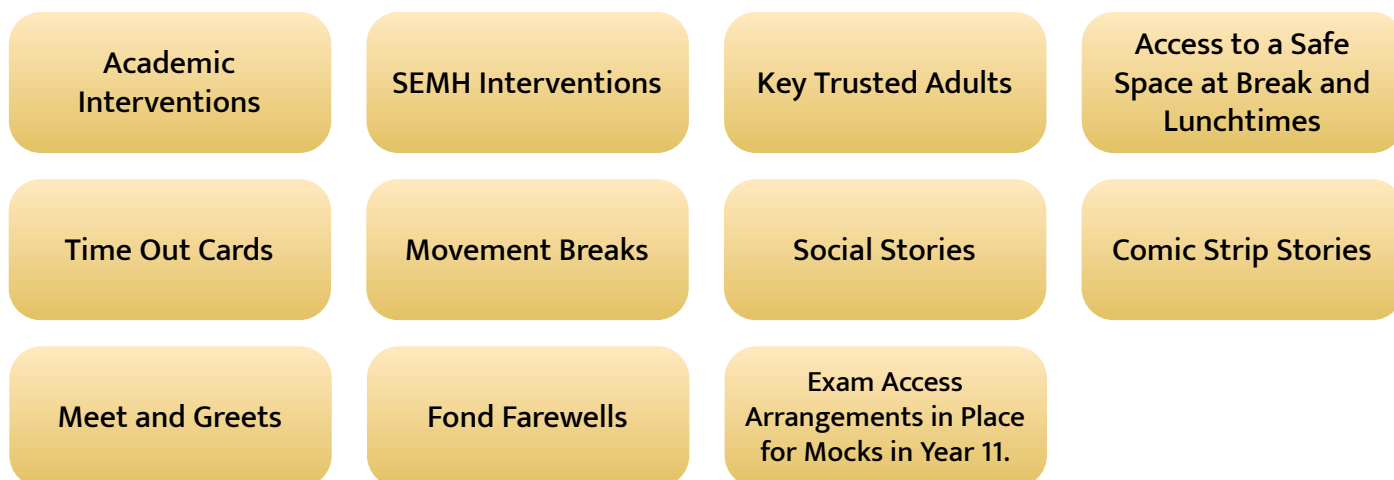 Academic
Interventions
SEMH Interventions
Key Trusted Adults
Access to a Safe
Space at Break and
Lunchtimes
Time Out Cards
Movement Breaks
Social Stories
Comic Strip Stories
Meet and Greets
Fond Farewells
Exam Access
Arrangements in Place
for Mocks in Year 11.